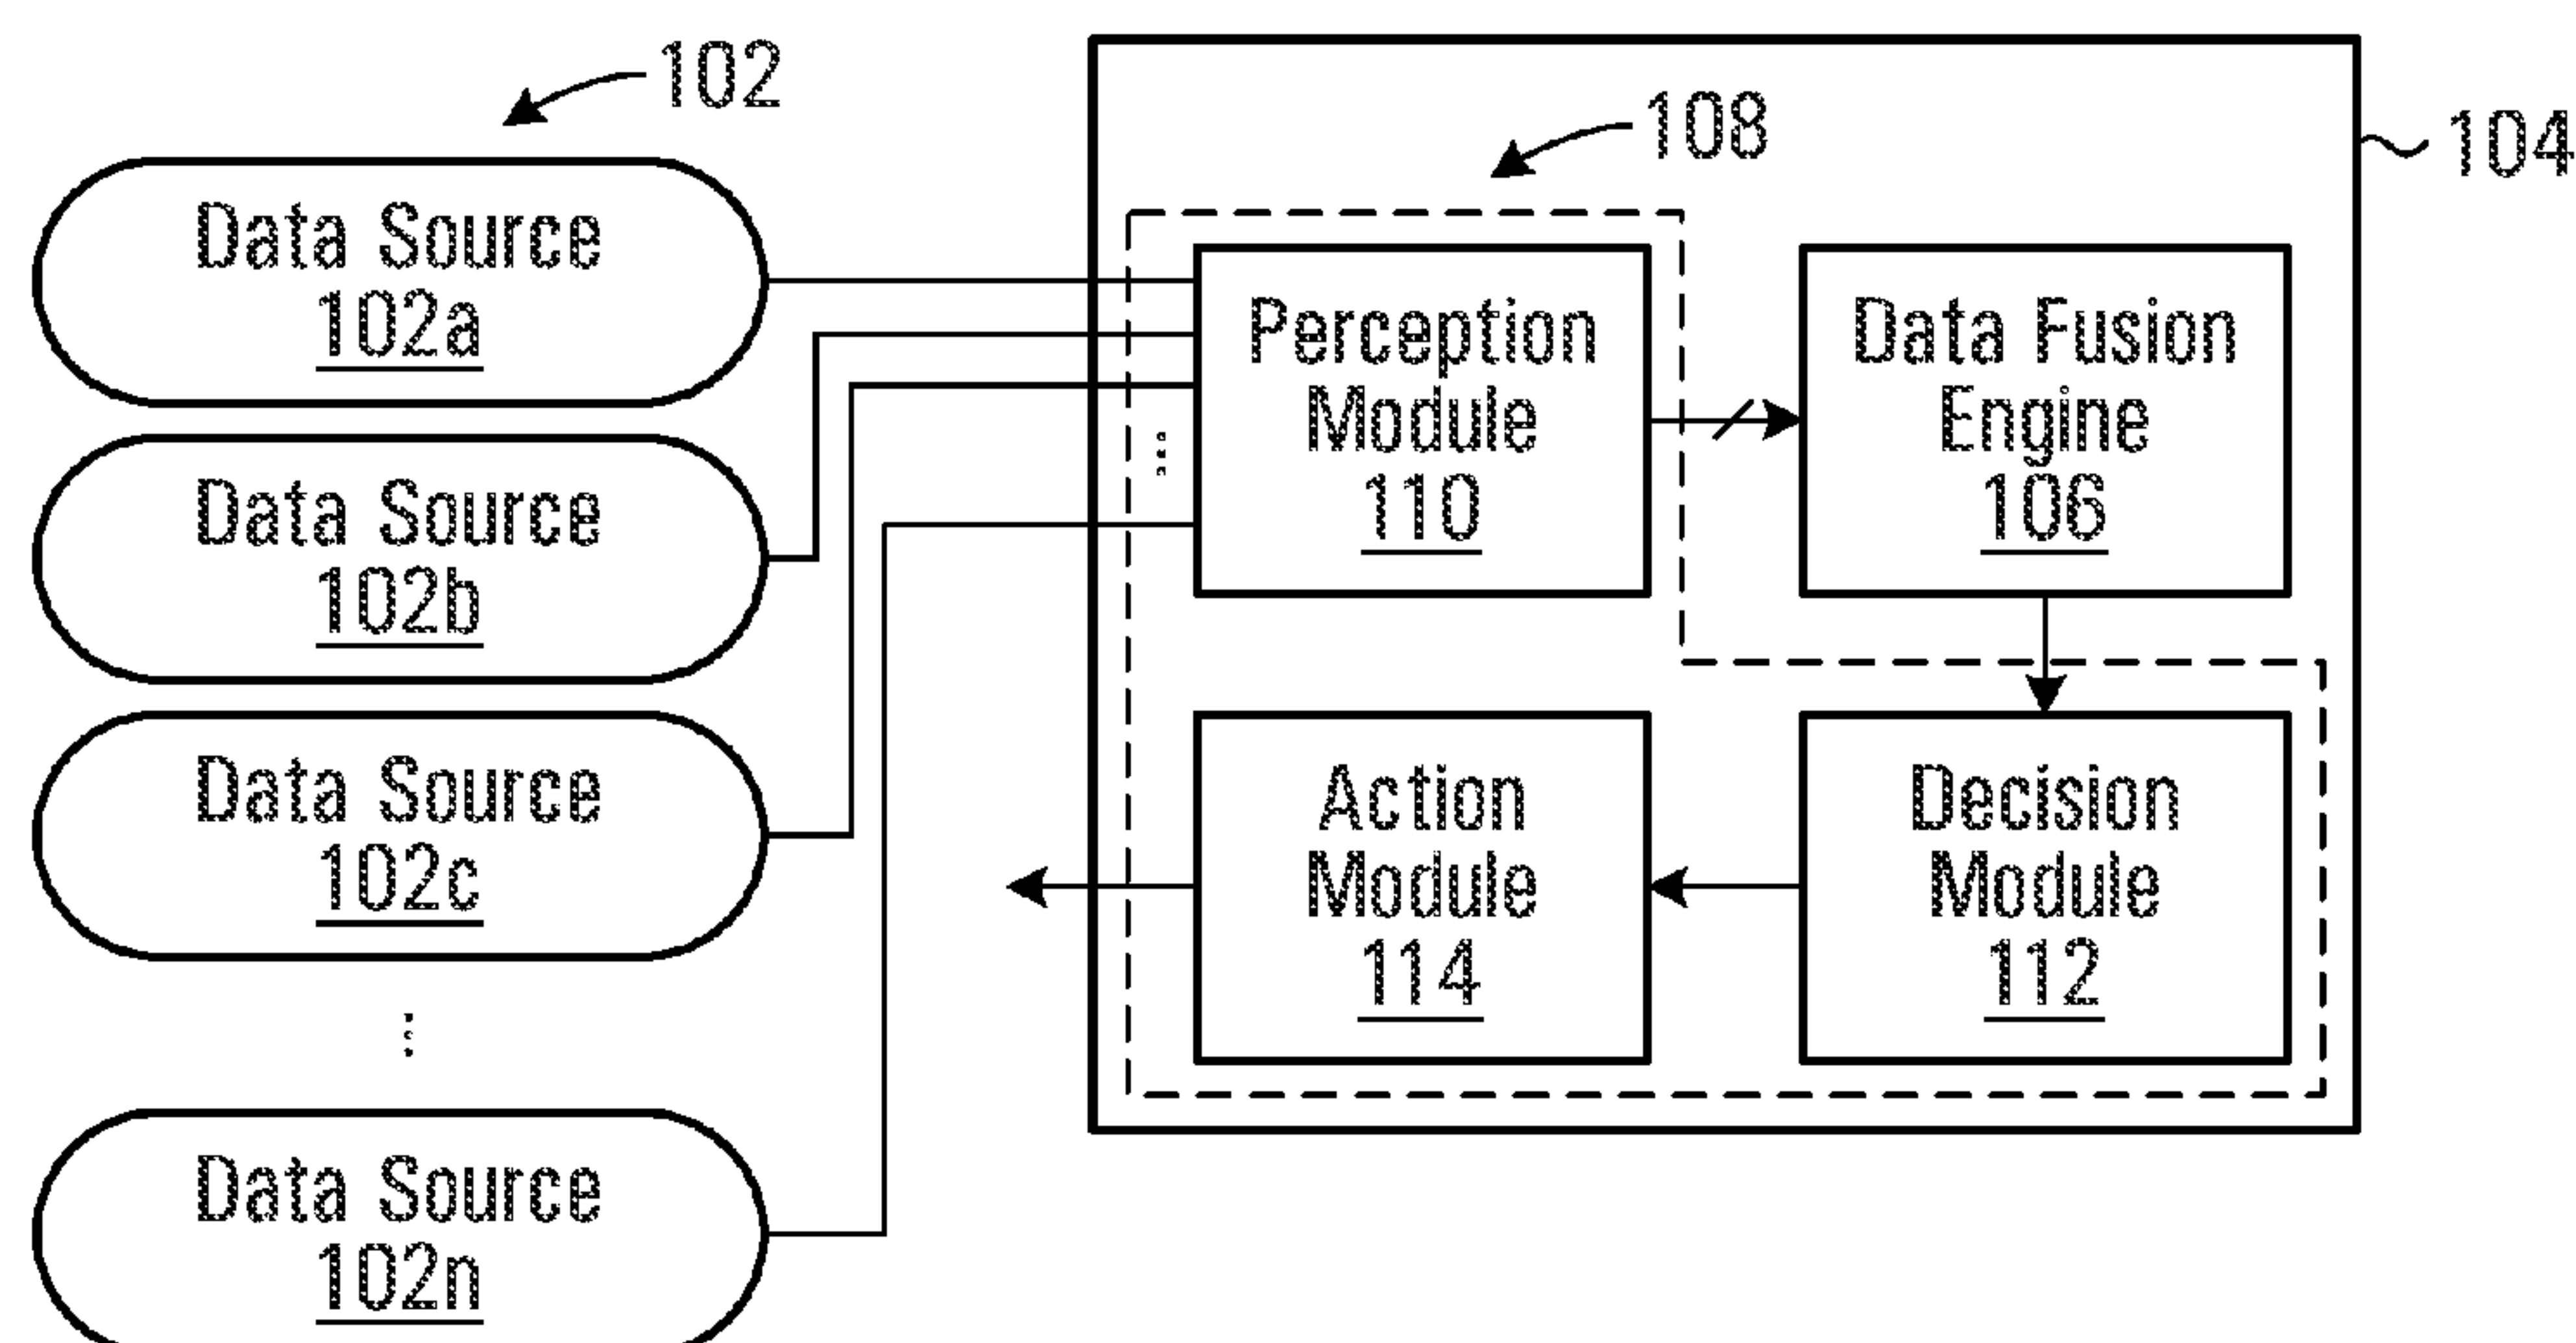 102
Data Source
102a
Data Source
102b
Data Source
102c
Data Source
102n
104
108
Perception
Module
110
Data Fusion
Engine
106
Action
Module
114
Decision
Module
112